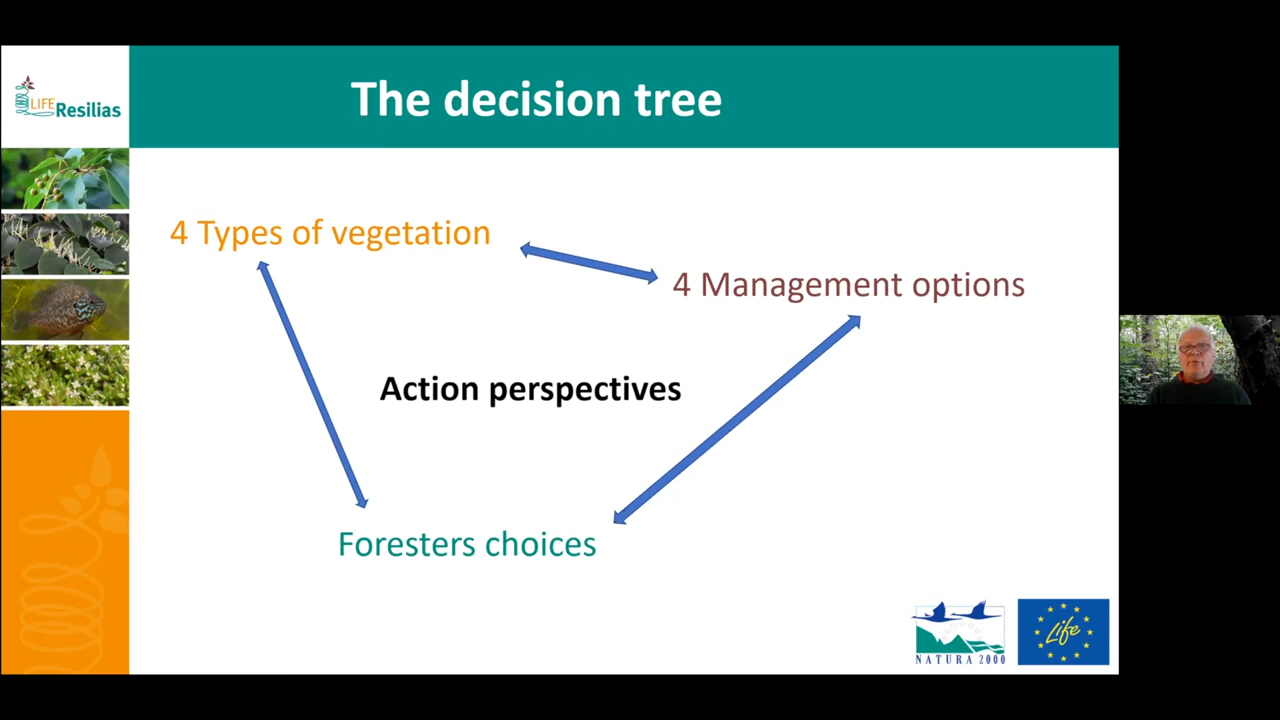 The decision tree
LIFE
Resilias
4 Types of vegetation
4 Management options
Action perspectives
Foresters choices
NATURA 2000
Life